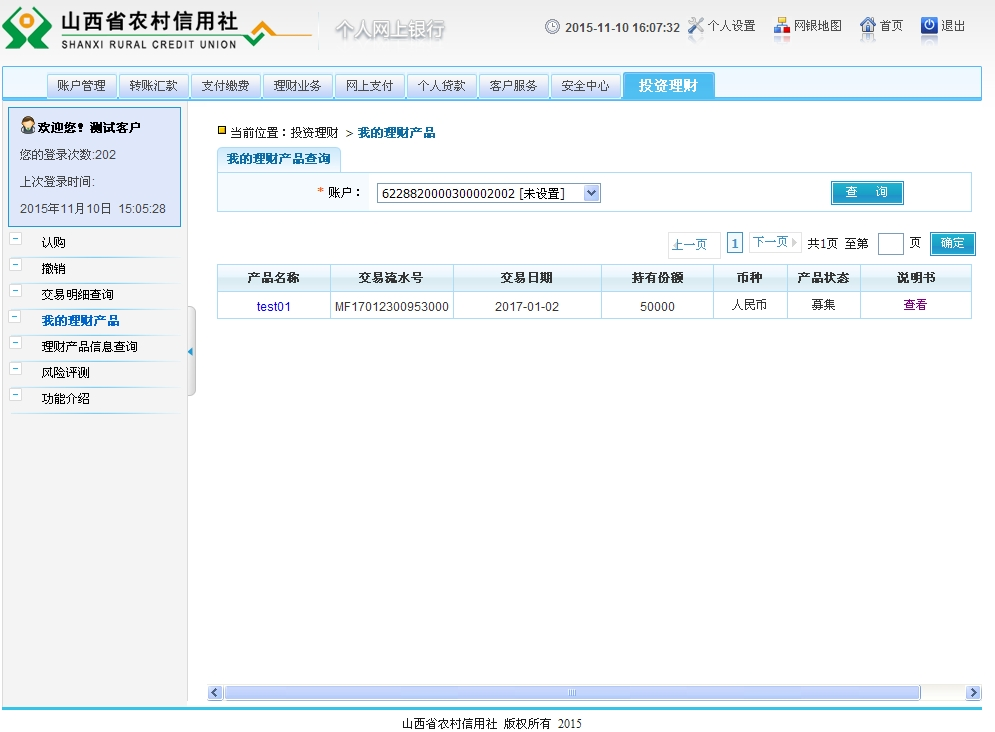 山西省农村信用社
SHANXI RURAL CREDIT UNION
个人网上银行
2015-11-10 16:07:32 个人设置 网银地图 首页 退出
账户管理 转账汇款 支付缴费 理财业务 网上支付 个人贷款 客户服务 安全中心 投资理财
欢迎您! 测试客户
您的登录次数:202
上次登录时间:
2015年11月10日 15:05:28
认购
撤销
交易明细查询
我的理财产品
理财产品信息查询
风险评测
功能介绍
当前位置：投资理财 > 我的理财产品
我的理财产品查询
* 账户： 6228820000300002002 [未设置] 查 询
上一页 1 下一页 共1页 至第 页 确定
产品名称 交易流水号 交易日期 持有份额 币种 产品状态 说明书
test01 MF17012300953000 2017-01-02 50000 人民币 募集 查看
山西省农村信用社 版权所有 2015